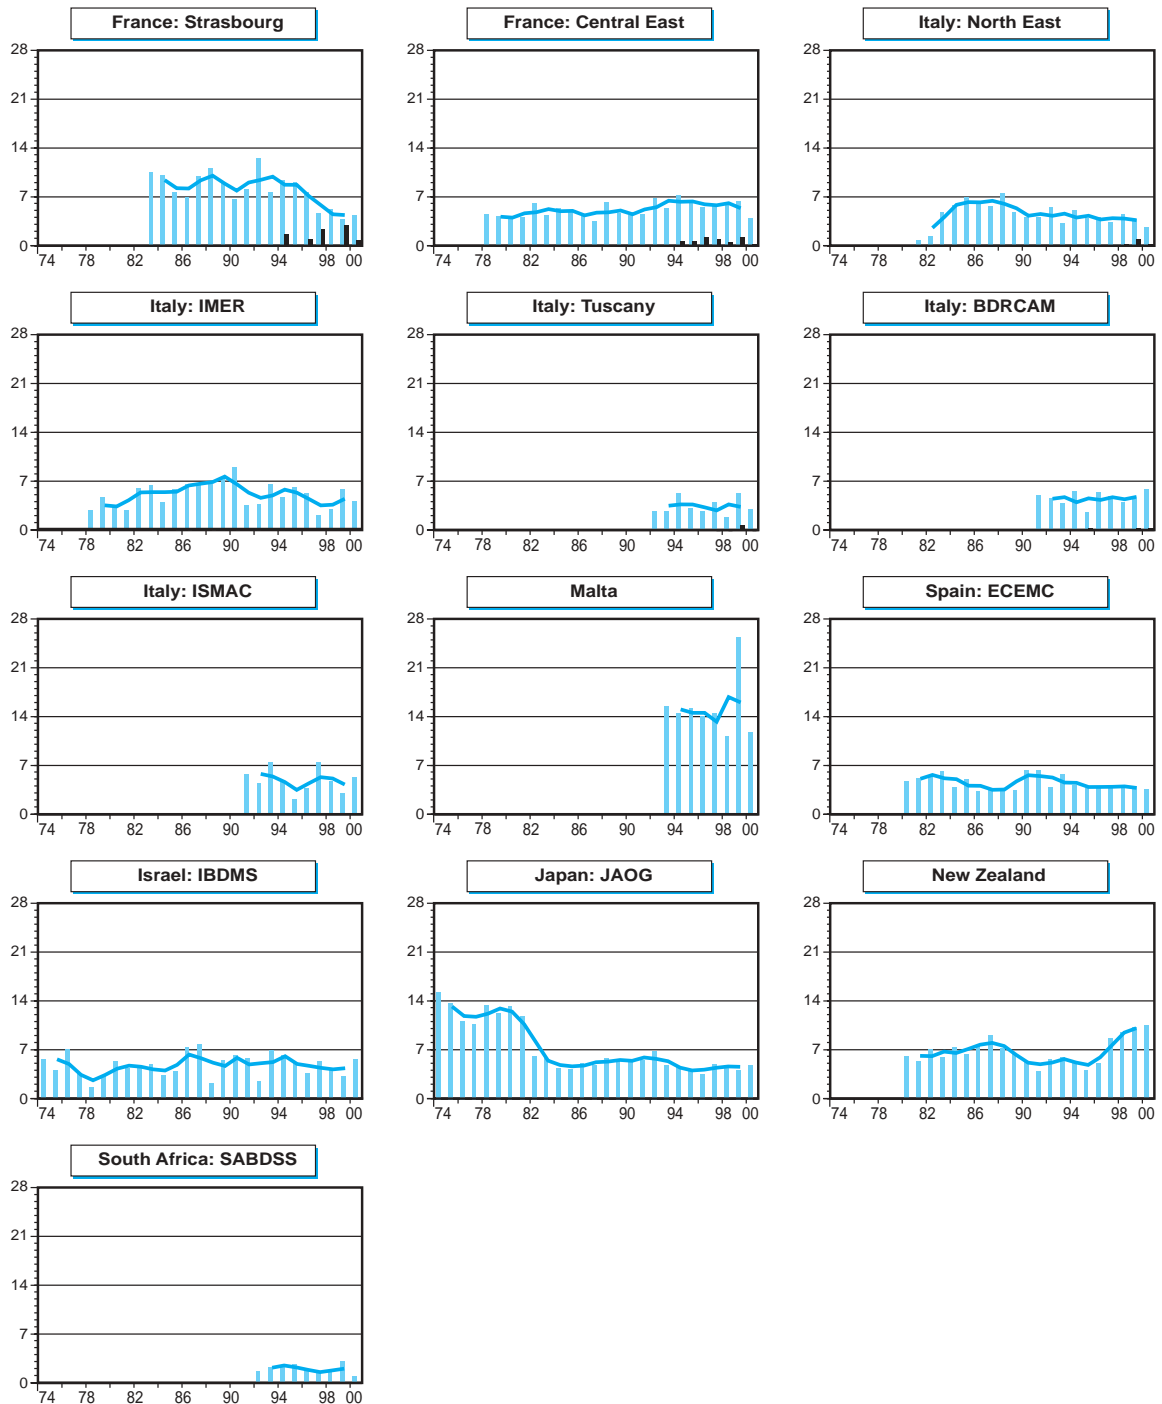 France: Strasbourg
France: Central East
Italy: North East
28
21
14
7
0
74 78 82 86 90 94 98 00
28
21
14
7
0
74 78 82 86 90 94 98 00
28
21
14
7
0
74 78 82 86 90 94 98 00
Italy: IMER
Italy: Tuscany
Italy: BDRCAM
28
21
14
7
0
74 78 82 86 90 94 98 00
28
21
14
7
0
74 78 82 86 90 94 98 00
28
21
14
7
0
74 78 82 86 90 94 98 00
Italy: ISMAC
Malta
Spain: ECEMC
28
21
14
7
0
74 78 82 86 90 94 98 00
28
21
14
7
0
74 78 82 86 90 94 98 00
28
21
14
7
0
74 78 82 86 90 94 98 00
Israel: IBDMS
Japan: JAOG
New Zealand
28
21
14
7
0
74 78 82 86 90 94 98 00
28
21
14
7
0
74 78 82 86 90 94 98 00
28
21
14
7
0
74 78 82 86 90 94 98 00
South Africa: SABDSS
28
21
14
7
0
74 78 82 86 90 94 98 00